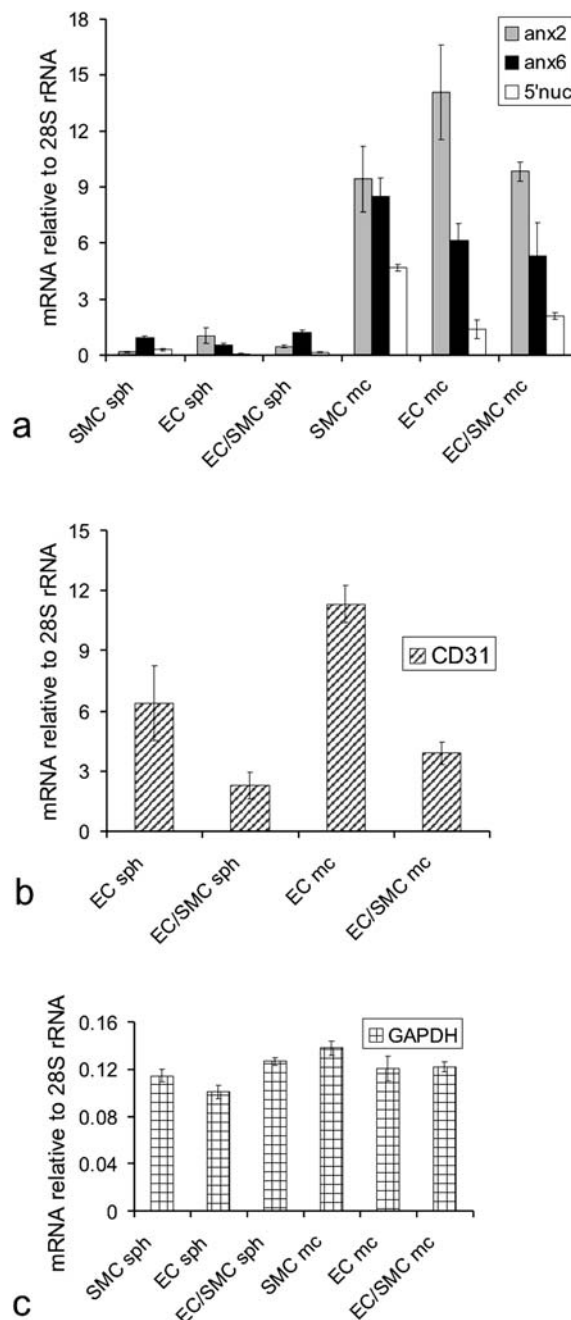 18
15
12
9
6
3
0
mRNA relative to 28S rRNA
anx2
anx6
5'nuc
SMC sph
EC sph
EC/SMC sph
SMC mc
EC mc
EC/SMC mc
a
15
12
9
6
3
0
mRNA relative to 28S rRNA
CD31
EC sph
EC/SMC sph
EC mc
EC/SMC mc
b
0.16
0.12
0.08
0.04
0
mRNA relative to 28S rRNA
GAPDH
SMC sph
EC sph
EC/SMC sph
SMC mc
EC mc
EC/SMC mc
c